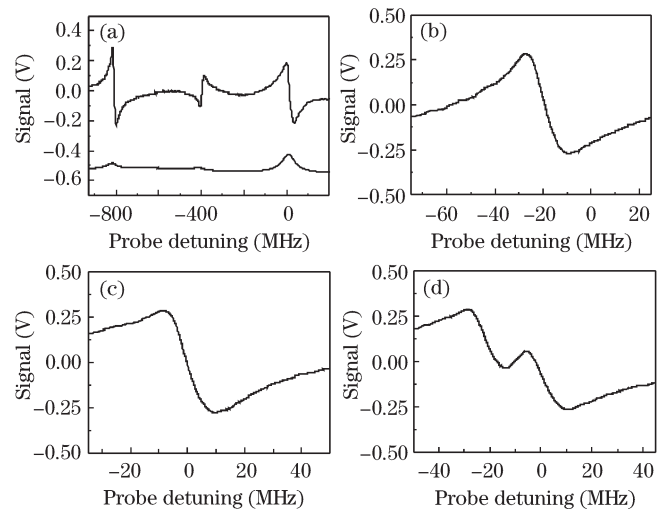 (a)
Signal (V)
0.4
0.2
0.0
−0.2
−0.4
−0.6
−800 −400 0
Probe detuning (MHz)
(b)
Signal (V)
0.50
0.25
0.00
−0.25
−0.50
−60 −40 −20 0 20
Probe detuning (MHz)
(c)
Signal (V)
0.50
0.25
0.00
−0.25
−0.50
−20 0 20 40
Probe detuning (MHz)
(d)
Signal (V)
0.50
0.25
0.00
−0.25
−0.50
−40 −20 0 20 40
Probe detuning (MHz)